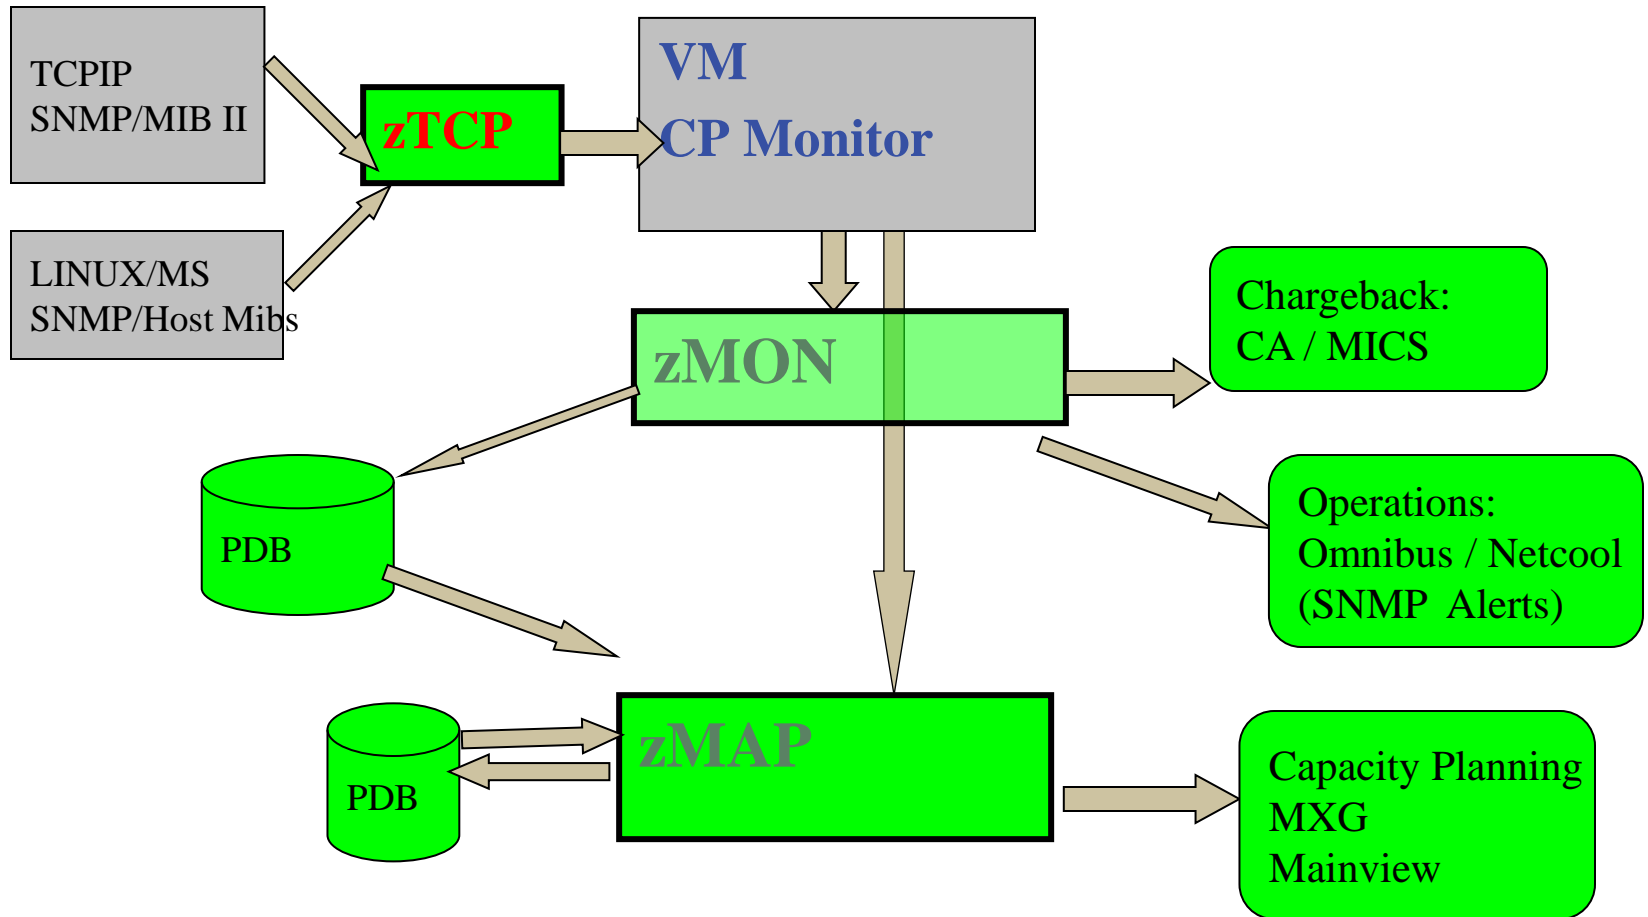 TCPIP
SNMP/MIB II
zTCP
VM
CP Monitor
LINUX/MS
SNMP/Host Mibs
zMON
Chargeback:
CA / MICS
PDB
Operations:
Omnibus / Netcool
(SNMP  Alerts)
zMAP
PDB
Capacity Planning
MXG
Mainview